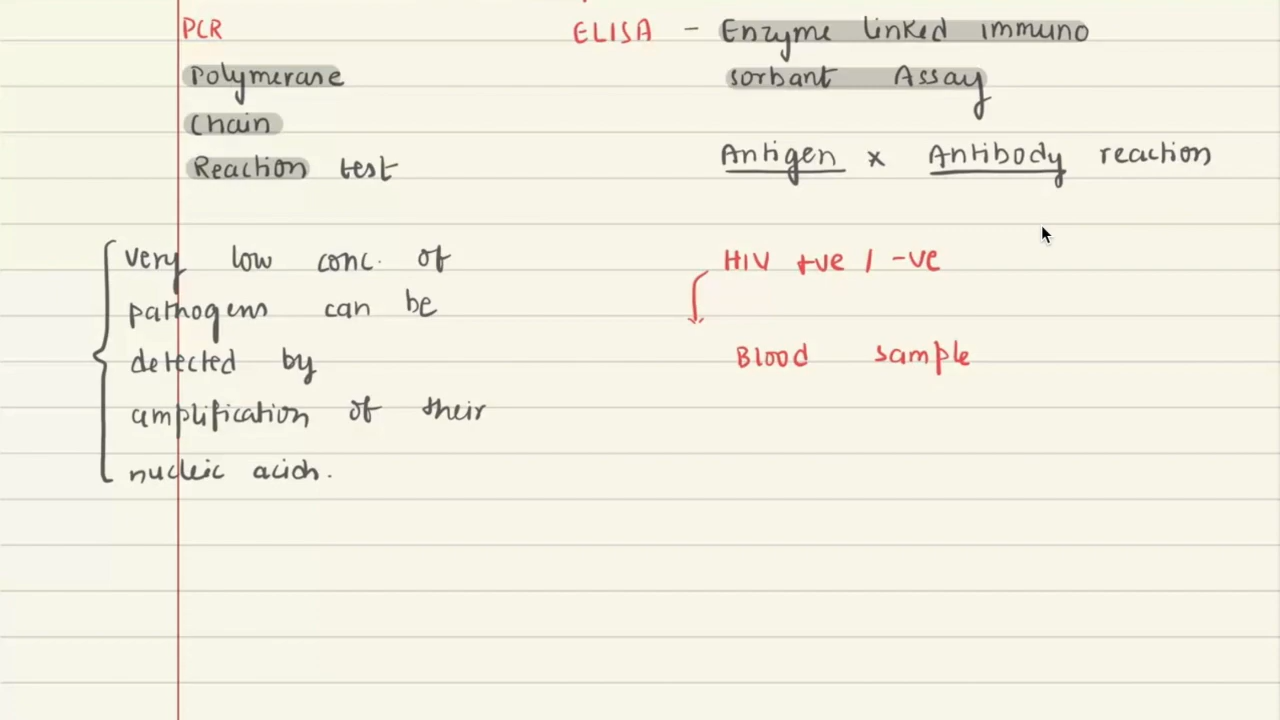 PCR
Polymerase
Chain
Reaction test
very low conc. of
pathogens can be
detected by
amplification of their
nucleic acids.
ELISA - Enzyme linked immuno
sorbant Assay
Antigen x Antibody reaction
HIV +ve / -ve
Blood sample